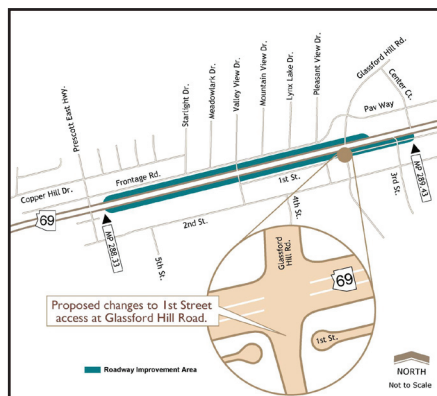 Prescott East Hwy.
Starlight Dr.
Meadowlark Dr.
Valley View Dr.
Mountain View Dr.
Lynx Lake Dr.
Pleasant View Dr.
Glassford Hill Rd.
Center Ct.
Pav Way
Frontage Rd.
Copper Hill Dr.
69
MP 288.33
MP 289.43
1st St.
2nd St.
3rd St.
4th St.
5th St.
Glassford
Hill Rd.
69
1st St.
Proposed changes to 1st Street
access at Glassford Hill Road.
Roadway Improvement Area
NORTH
Not to Scale